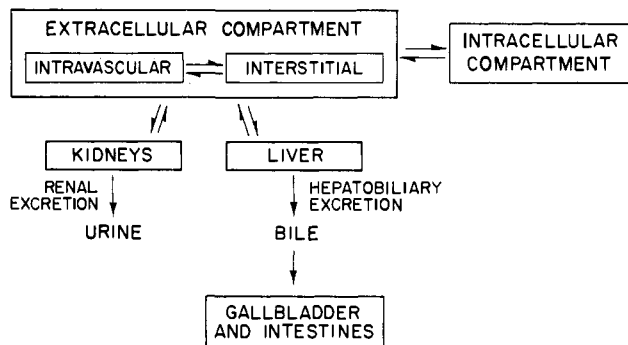 EXTRACELLULAR COMPARTMENT
INTRAVASCULAR
INTERSTITIAL
INTRACELLULAR
COMPARTMENT
KIDNEYS
LIVER
RENAL
EXCRETION
HEPATOBILIARY
EXCRETION
URINE
BILE
GALLBLADDER
AND INTESTINES